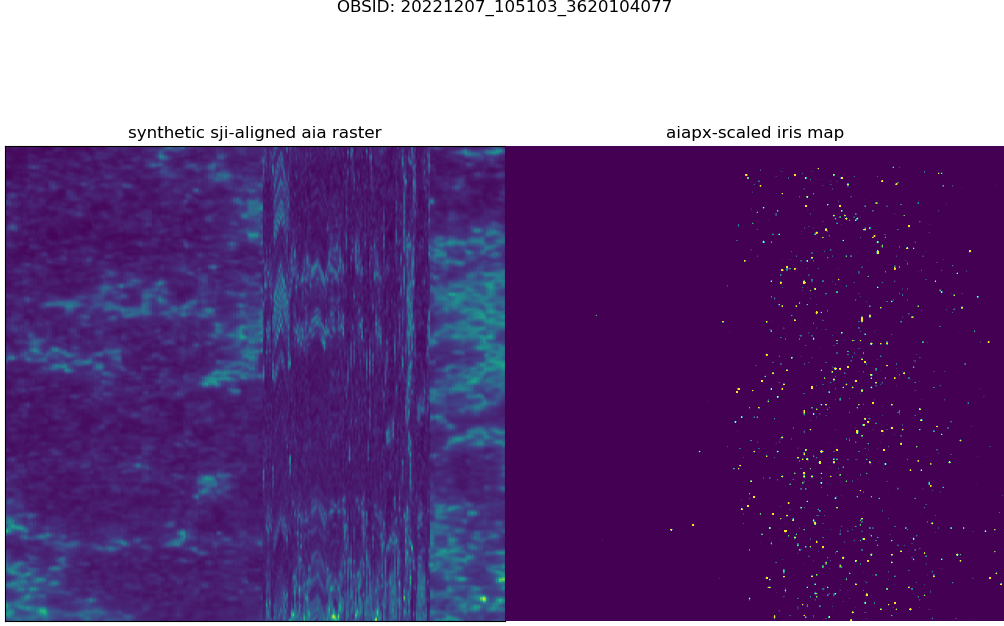 OBSID: 20221207_105103_3620104077
synthetic sji-aligned aia raster
aiapx-scaled iris map